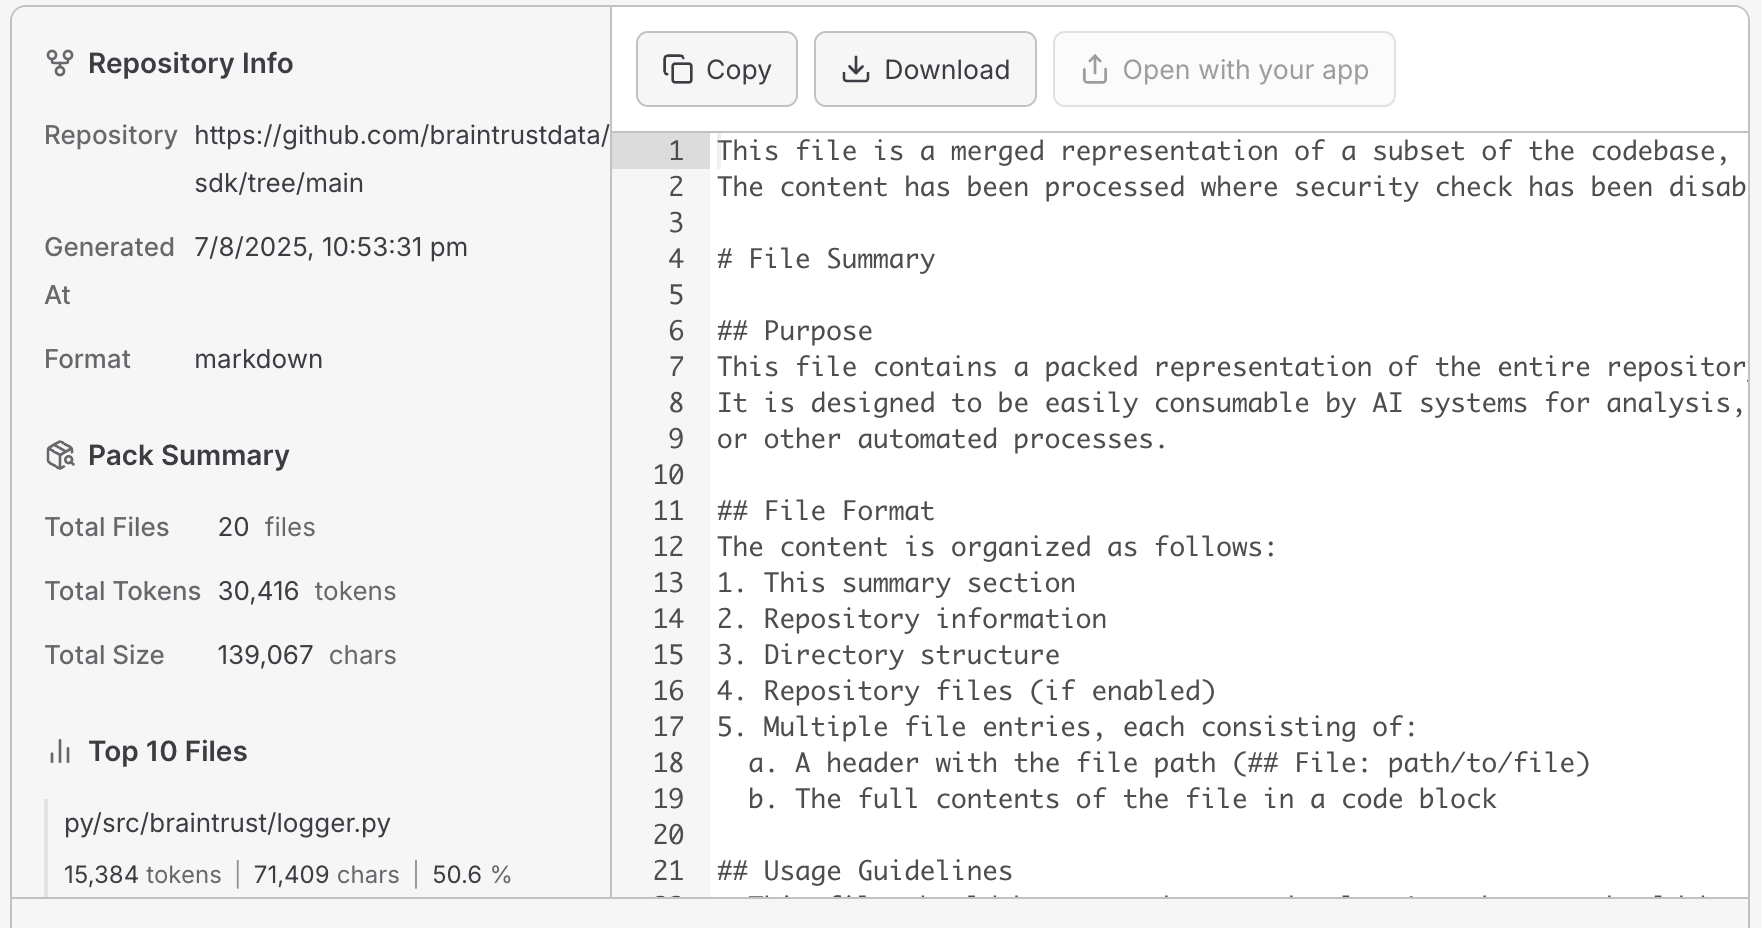 Repository Info
Repository https://github.com/braintrustdata/
sdk/tree/main
Generated 7/8/2025, 10:53:31 pm
At
Format markdown
Pack Summary
Total Files 20 files
Total Tokens 30,416 tokens
Total Size 139,067 chars
Top 10 Files
py/src/braintrust/logger.py
15,384 tokens | 71,409 chars | 50.6 %
Copy Download Open with your app
1 This file is a merged representation of a subset of the codebase,
2 The content has been processed where security check has been disab
3
4 # File Summary
5
6 ## Purpose
7 This file contains a packed representation of the entire repository
8 It is designed to be easily consumable by AI systems for analysis,
9 or other automated processes.
10
11 ## File Format
12 The content is organized as follows:
13 1. This summary section
14 2. Repository information
15 3. Directory structure
16 4. Repository files (if enabled)
17 5. Multiple file entries, each consisting of:
18 a. A header with the file path (## File: path/to/file)
19 b. The full contents of the file in a code block
20
21 ## Usage Guidelines